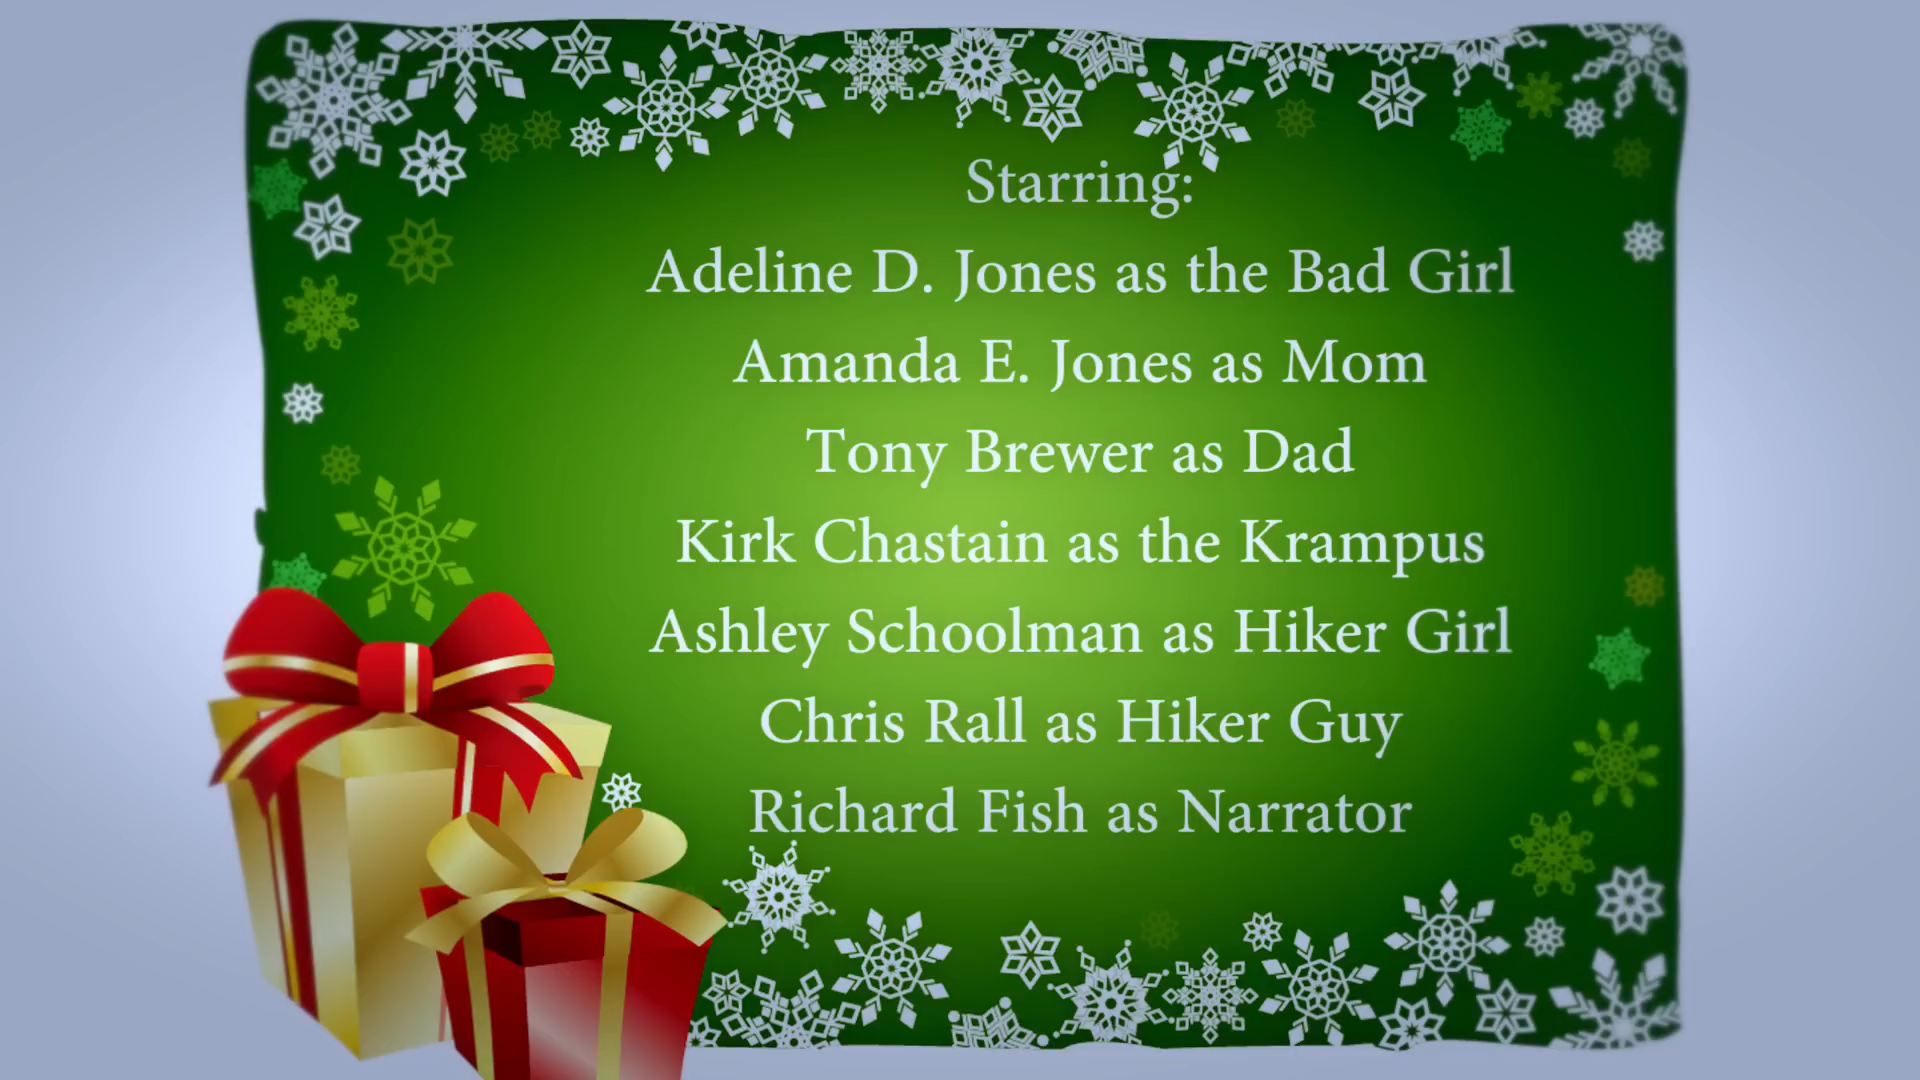 Starring:
Adeline D. Jones as the Bad Girl
Amanda E. Jones as Mom
Tony Brewer as Dad
Kirk Chastain as the Krampus
Ashley Schoolman as Hiker Girl
Chris Rall as Hiker Guy
Richard Fish as Narrator